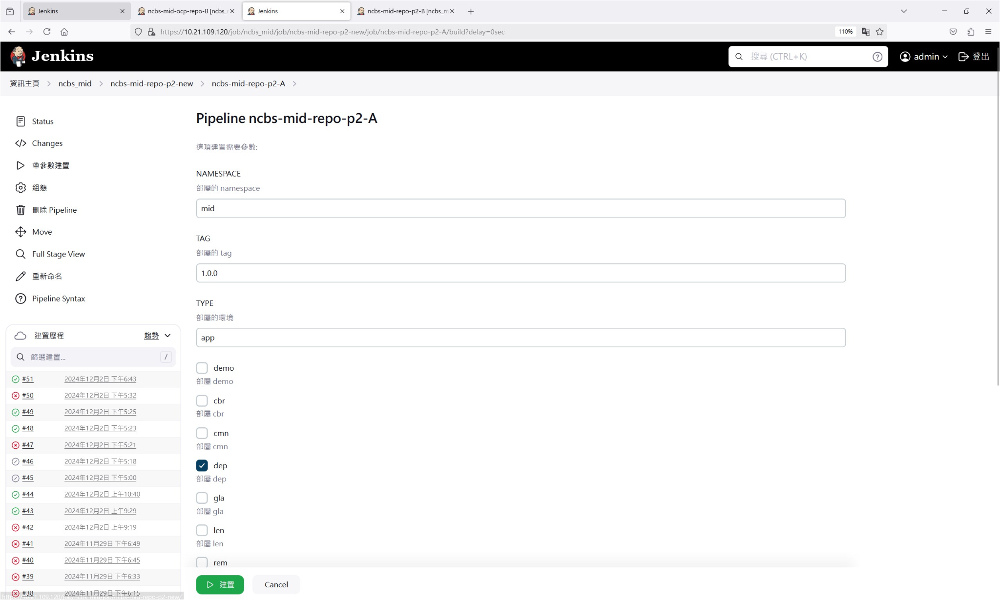 Jenkins
ncbs-mid-ocp-repo-B [ncbs_
Jenkins
ncbs-mid-repo-p2-B [ncbs_m
https://10.21.109.120/job/ncbs_mid/job/ncbs-mid-repo-p2-new/job/ncbs-mid-repo-p2-A/build?delay=0sec
110%
Jenkins
搜尋 (CTRL+K)
admin
登出
資訊主頁 > ncbs_mid > ncbs-mid-repo-p2-new > ncbs-mid-repo-p2-A >
Status
Changes
帶參數建置
組態
刪除 Pipeline
Move
Full Stage View
重新命名
Pipeline Syntax
建置歷程 趨勢
篩選建置... /
#51 2024年12月2日 下午6:43
#50 2024年12月2日 下午5:32
#49 2024年12月2日 下午5:25
#48 2024年12月2日 下午5:23
#47 2024年12月2日 下午5:21
#46 2024年12月2日 下午5:18
#45 2024年12月2日 下午5:00
#44 2024年12月2日 上午10:40
#43 2024年12月2日 上午9:29
#42 2024年12月2日 上午9:19
#41 2024年11月29日 下午6:49
#40 2024年11月29日 下午6:45
#39 2024年11月29日 下午6:33
#38 2024年11月29日 下午6:15
Pipeline ncbs-mid-repo-p2-A
這項建置需要參數:
NAMESPACE
部屬的 namespace
mid
TAG
部屬的 tag
1.0.0
TYPE
部屬的環境
app
demo
部屬 demo
cbr
部屬 cbr
cmn
部屬 cmn
dep
部屬 dep
gla
部屬 gla
len
部屬 len
rem
建置
Cancel